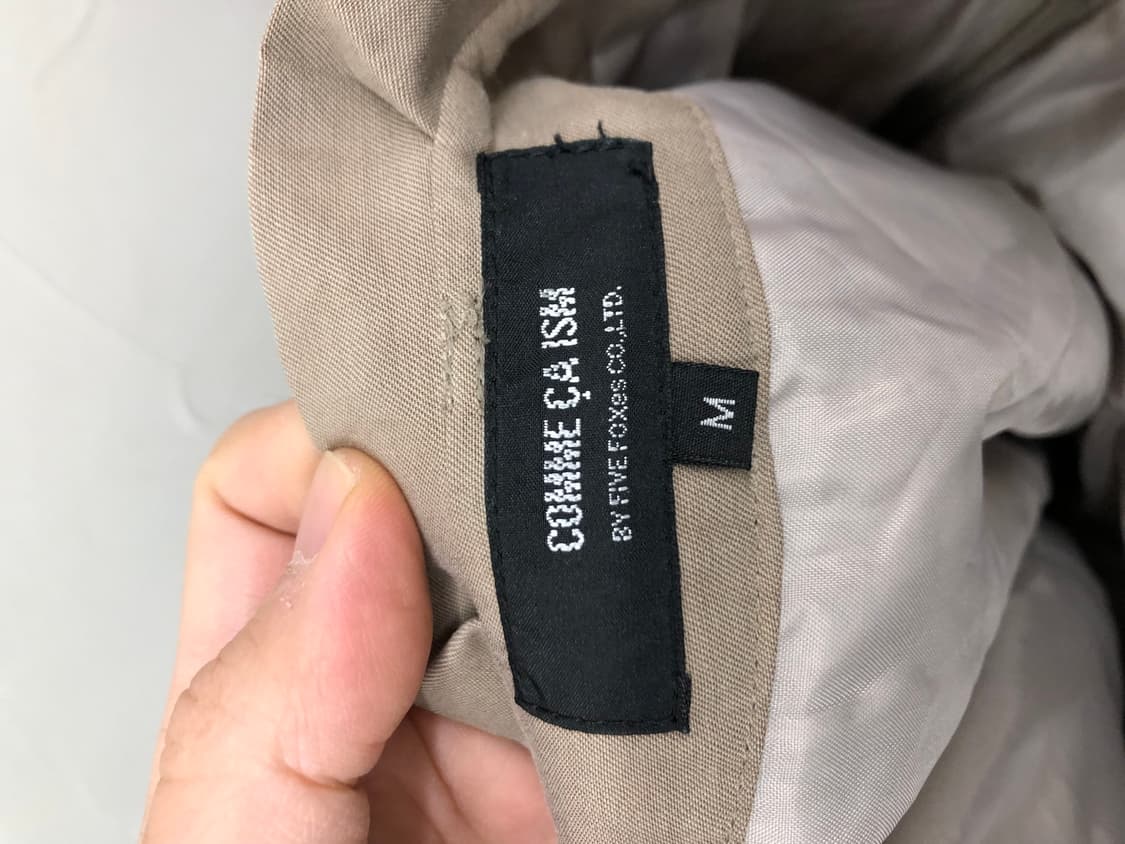 COMME ÇA ISM
BY FIVE FOXes CO.,LTD.
M